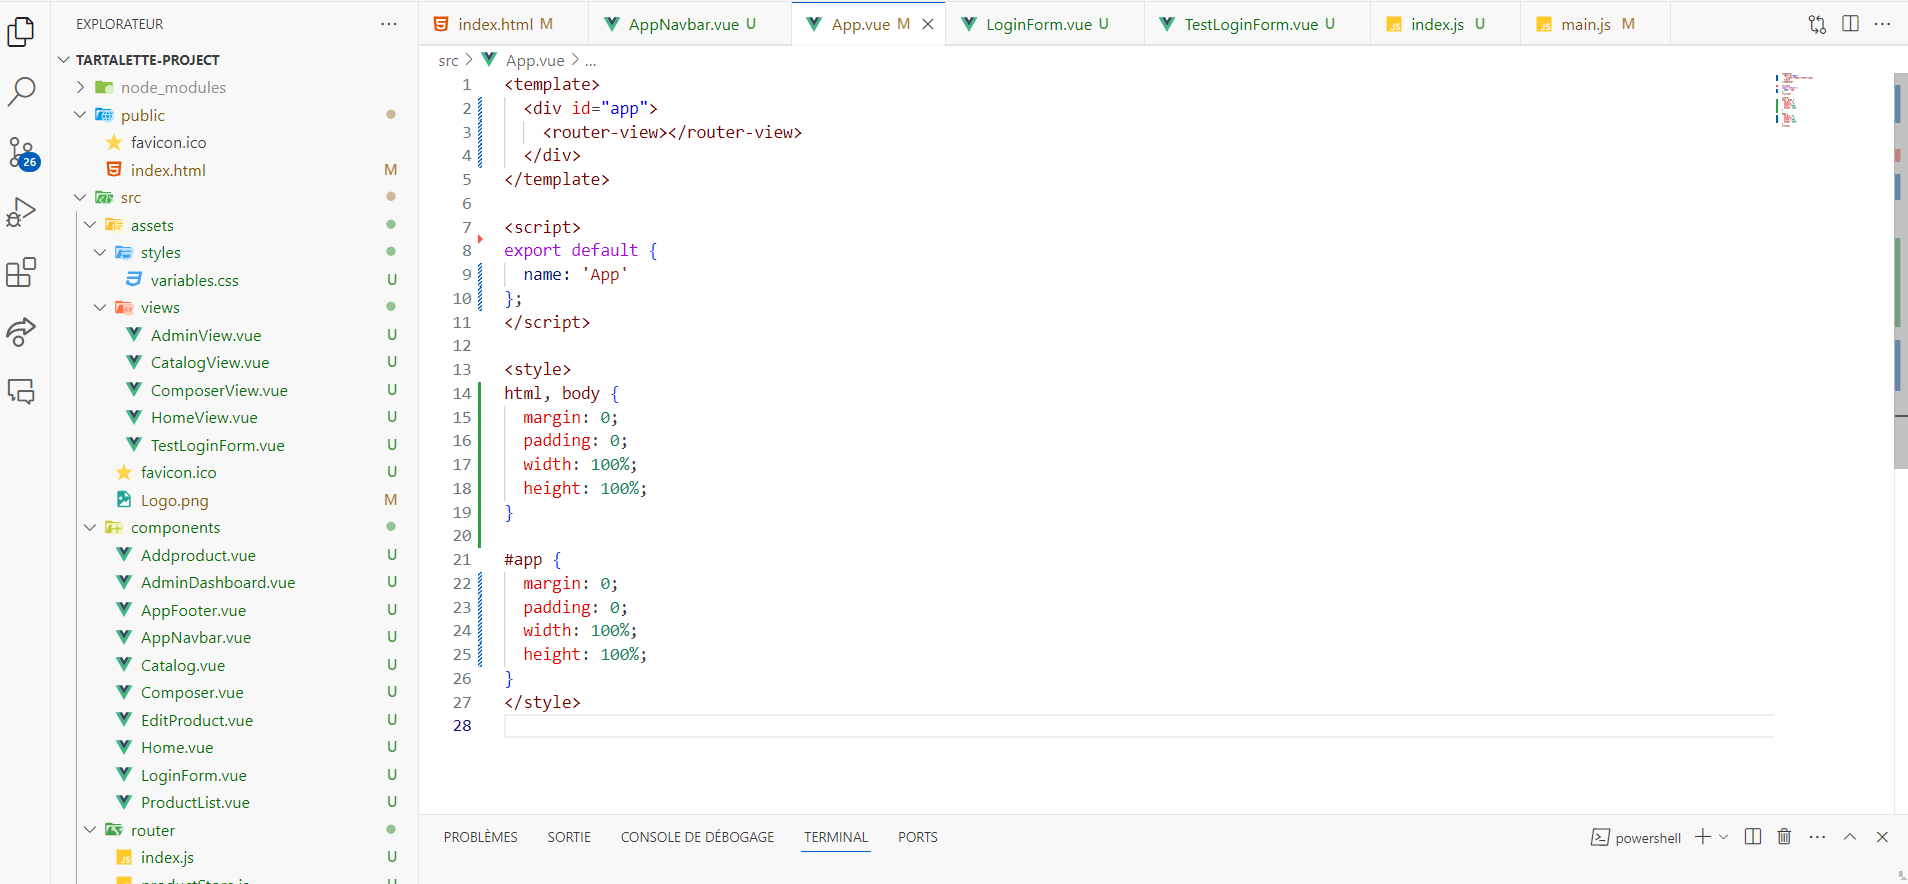 EXPLORATEUR
TARTALETTE-PROJECT
node_modules
public
favicon.ico
index.html M
src
assets
styles
variables.css U
views
AdminView.vue U
CatalogView.vue U
ComposerView.vue U
HomeView.vue U
TestLoginForm.vue U
favicon.ico U
Logo.png M
components
Addproduct.vue U
AdminDashboard.vue U
AppFooter.vue U
AppNavbar.vue U
Catalog.vue U
Composer.vue U
EditProduct.vue U
Home.vue U
LoginForm.vue U
ProductList.vue U
router
index.js U
26
index.html M
AppNavbar.vue U
App.vue M
LoginForm.vue U
TestLoginForm.vue U
JS index.js U
JS main.js M
src > App.vue > ...
1 <template>
2 <div id="app">
3 <router-view></router-view>
4 </div>
5 </template>
6
7 <script>
8 export default {
9 name: 'App'
10 };
11 </script>
12
13 <style>
14 html, body {
15 margin: 0;
16 padding: 0;
17 width: 100%;
18 height: 100%;
19 }
20
21 #app {
22 margin: 0;
23 padding: 0;
24 width: 100%;
25 height: 100%;
26 }
27 </style>
28
PROBLÈMES SORTIE CONSOLE DE DÉBOGAGE TERMINAL PORTS
powershell